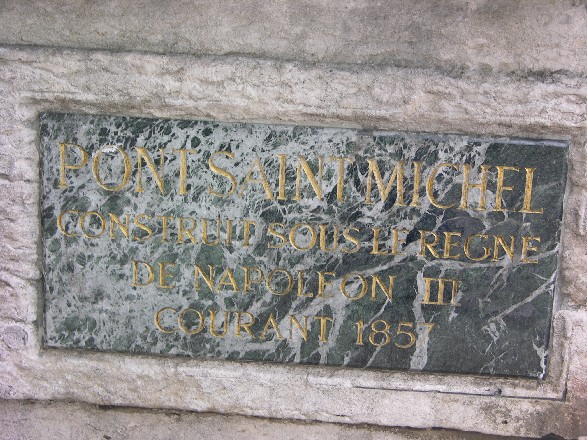 PONT SAINT MICHEL
CONSTRUIT SOUS LE REGNE
DE NAPOLEON III
COURANT 1857